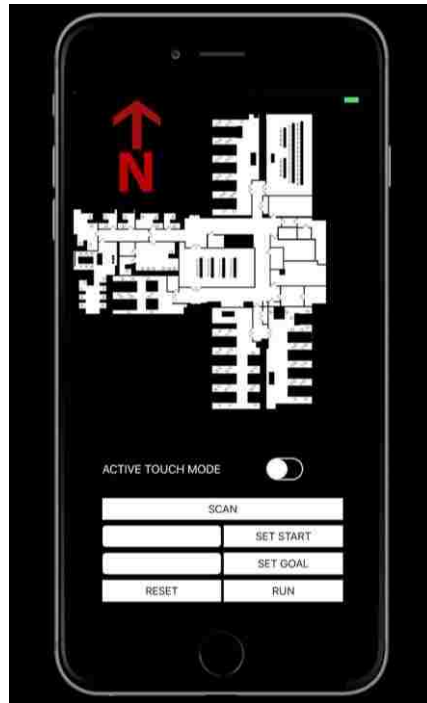 N
ACTIVE TOUCH MODE
SCAN
SET START
SET GOAL
RESET RUN